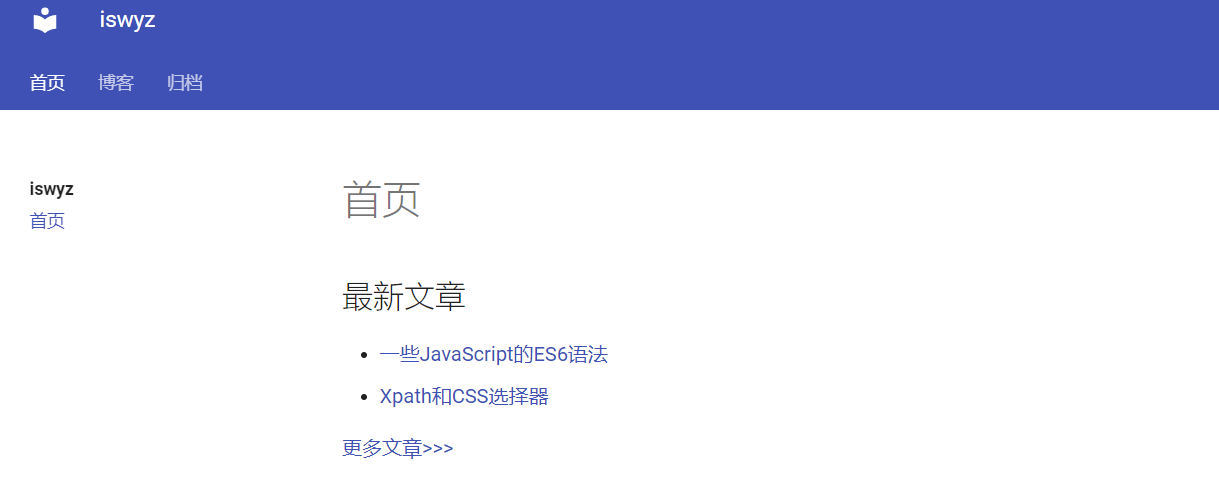 iswyz
首页 博客 归档
iswyz
首页
首页
最新文章
一些JavaScript的ES6语法
Xpath和CSS选择器
更多文章>>>